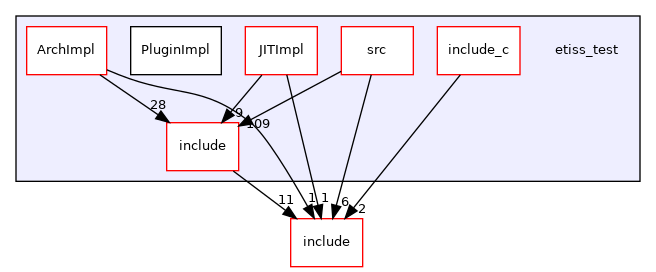 ArchImpl
PluginImpl
JITImpl
src
include_c
etiss_test
28
9
109
include
11
1
1
6
2
include